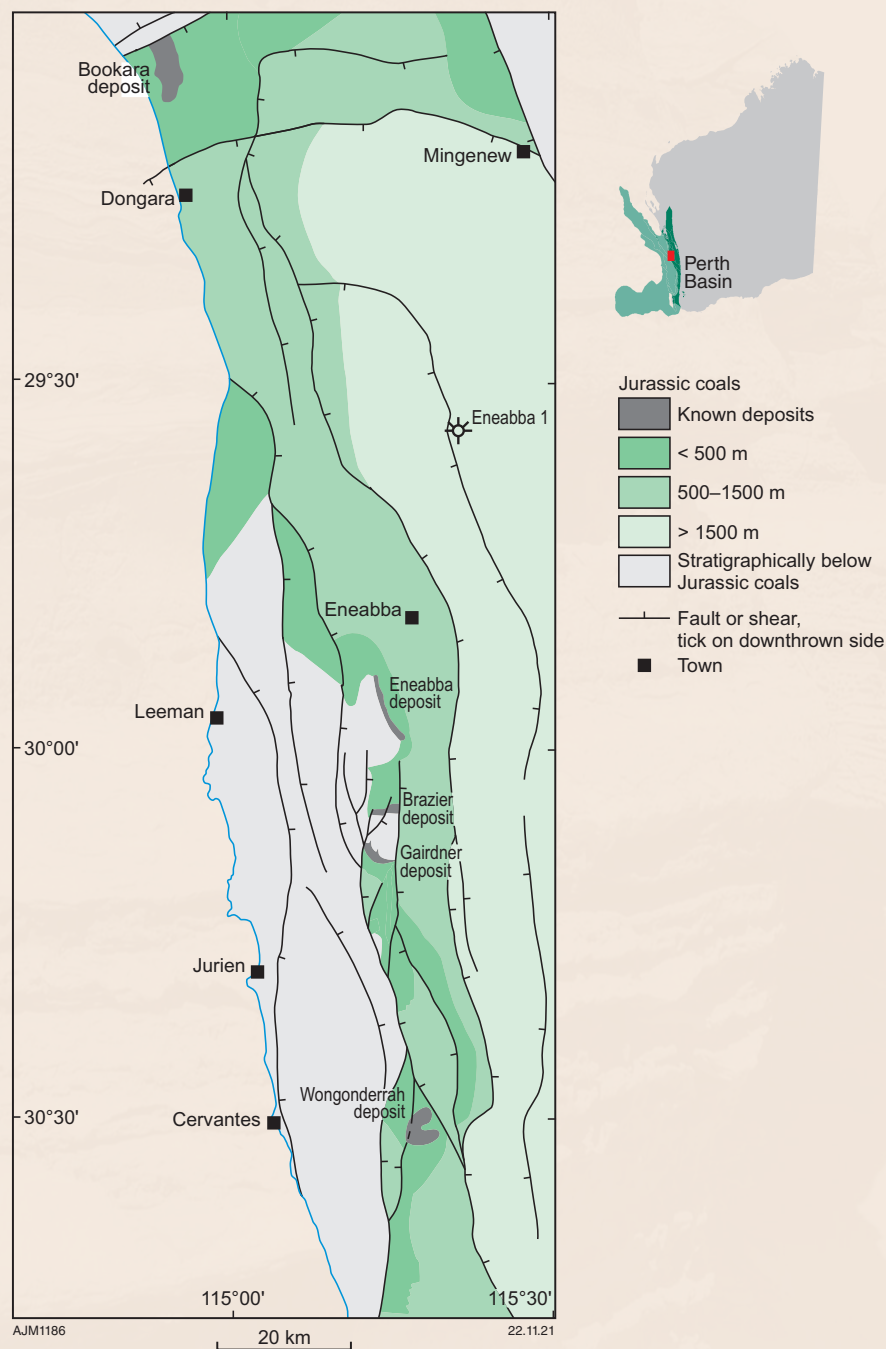 Bookara
deposit
Mingenew
Dongara
29°30'
Eneabba 1
Eneabba
Eneabba
deposit
Leeman
30°00'
Brazier
deposit
Gairdner
deposit
Jurien
Wongonderrah
deposit
30°30'
Cervantes
115°00'
115°30'
AJM1186
22.11.21
20 km
Perth
Basin
Jurassic coals
Known deposits
< 500 m
500–1500 m
> 1500 m
Stratigraphically below
Jurassic coals
Fault or shear,
tick on downthrown side
Town